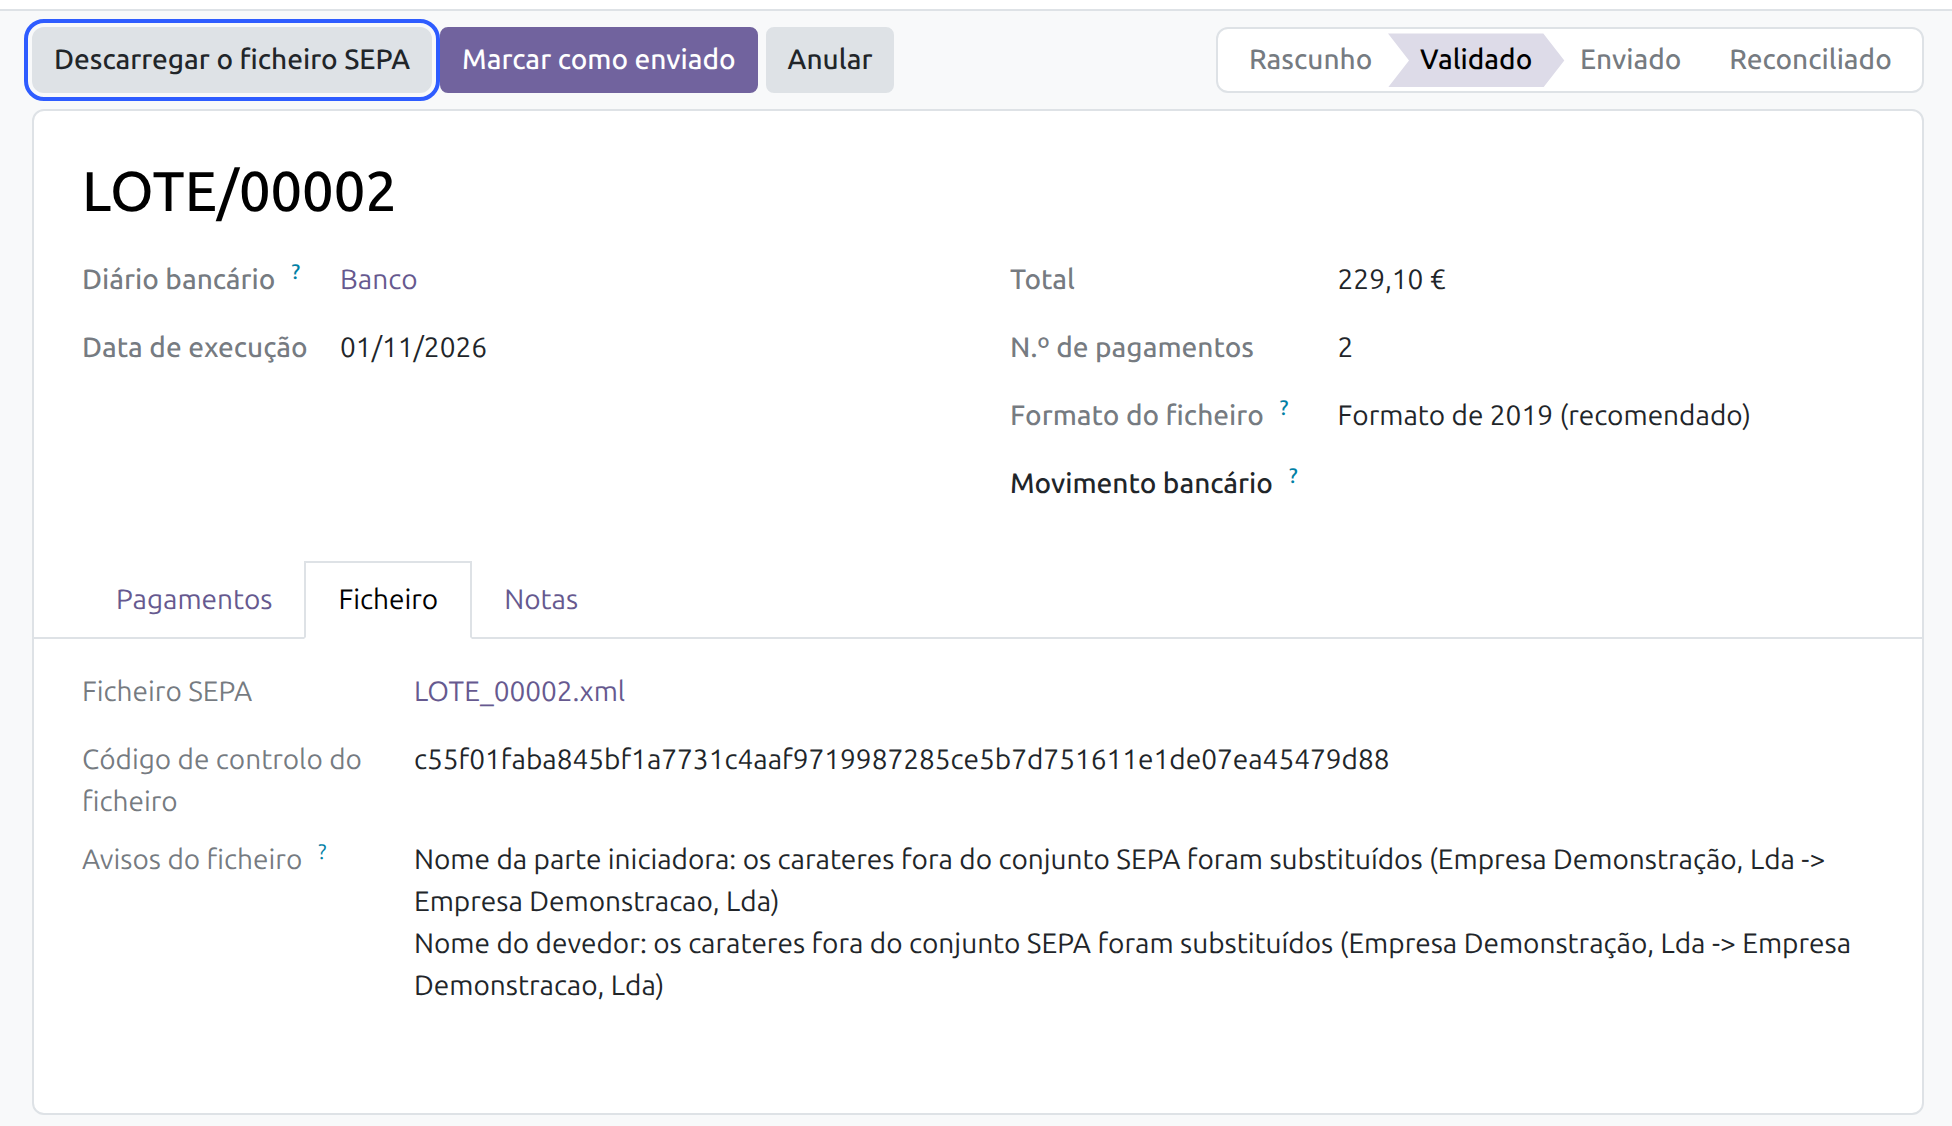 Descarregar o ficheiro SEPA Marcar como enviado Anular Rascunho Validado Enviado Reconciliado
LOTE/00002
Diário bancário ? Banco Total 229,10 €
Data de execução 01/11/2026 N.º de pagamentos 2
Formato do ficheiro ? Formato de 2019 (recomendado)
Movimento bancário ?
Pagamentos Ficheiro Notas
Ficheiro SEPA LOTE_00002.xml
Código de controlo do c55f01faba845bf1a7731c4aaf9719987285ce5b7d751611e1de07ea45479d88
ficheiro
Avisos do ficheiro ? Nome da parte iniciadora: os carateres fora do conjunto SEPA foram substituídos (Empresa Demonstração, Lda ->
Empresa Demonstracao, Lda)
Nome do devedor: os carateres fora do conjunto SEPA foram substituídos (Empresa Demonstração, Lda -> Empresa
Demonstracao, Lda)